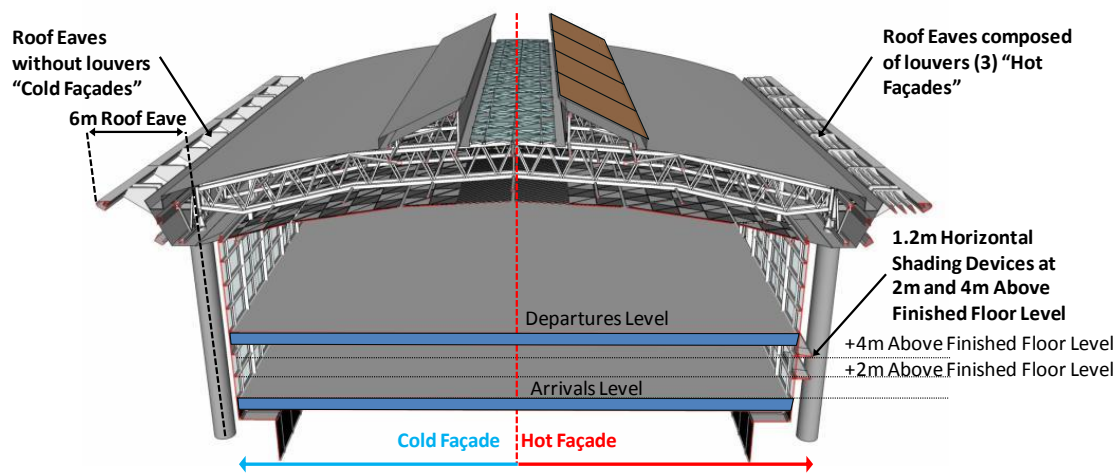 Roof Eaves
without louvers
“Cold Façades”
6m Roof Eave
Roof Eaves composed
of louvers (3) “Hot
Façades”
1.2m Horizontal
Shading Devices at
2m and 4m Above
Finished Floor Level
Departures Level
+4m Above Finished Floor Level
+2m Above Finished Floor Level
Arrivals Level
Cold Façade Hot Façade